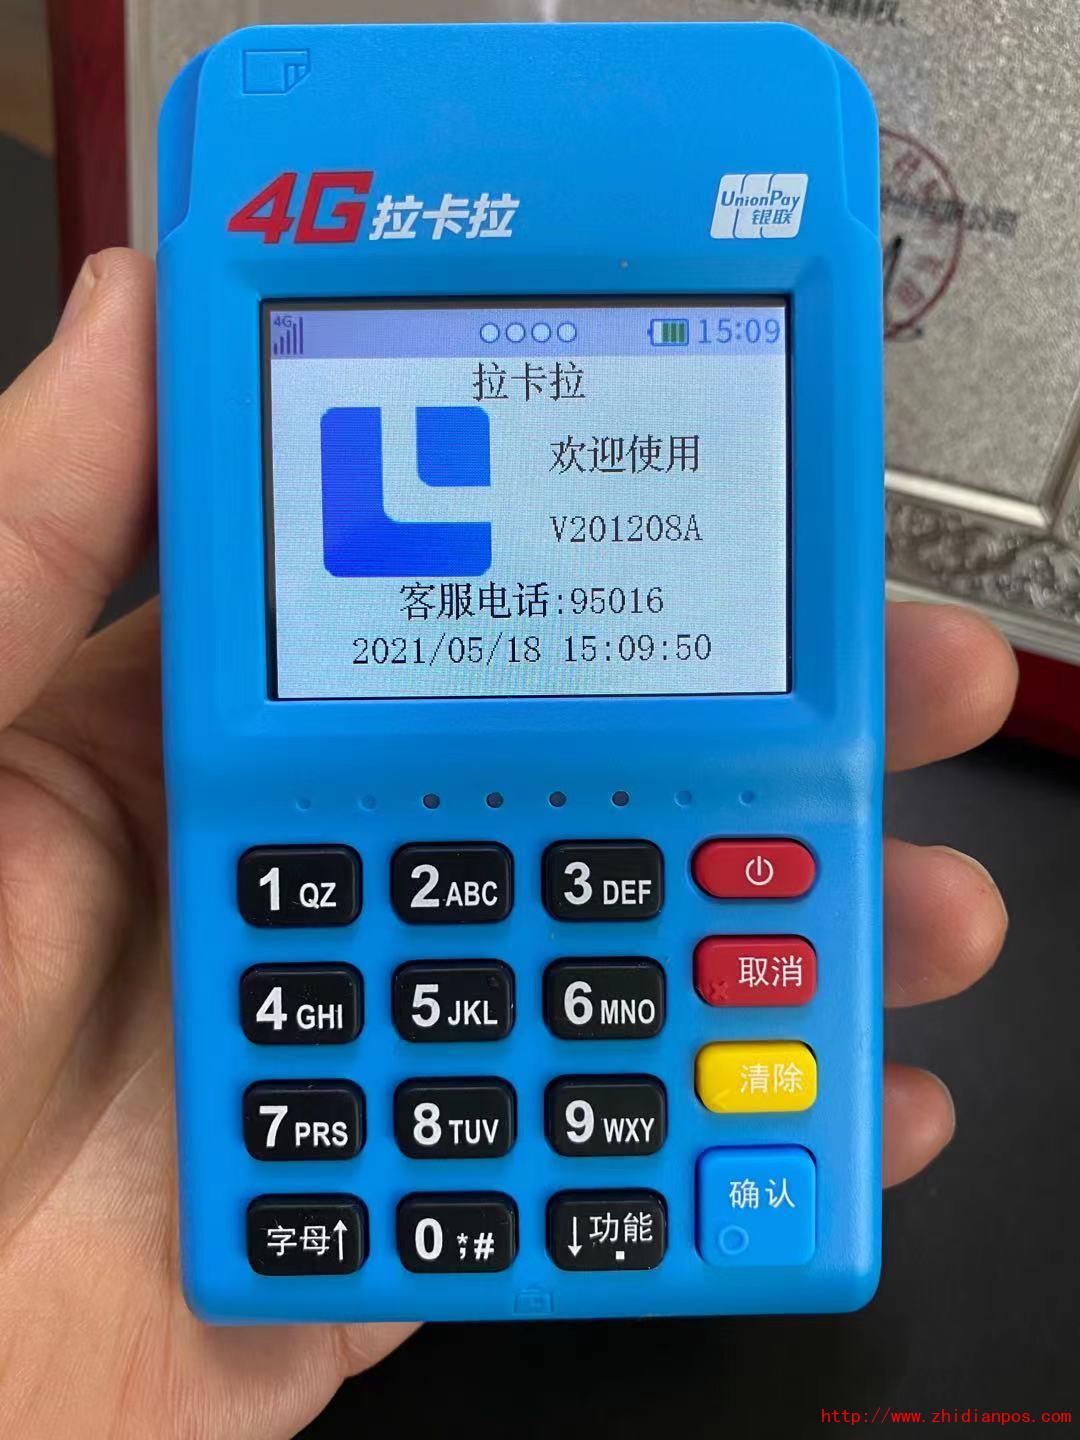 4G拉卡拉
UnionPay
银联
4G 15:09
拉卡拉
欢迎使用
V201208A
客服电话:95016
2021/05/18 15:09:50
1 QZ 2 ABC 3 DEF
取消
4 GHI 5 JKL 6 MNO
清除
7 PRS 8 TUV 9 WXY
确认
字母↑ 0 *;# ↓功能
http://www.zhidianpos.com